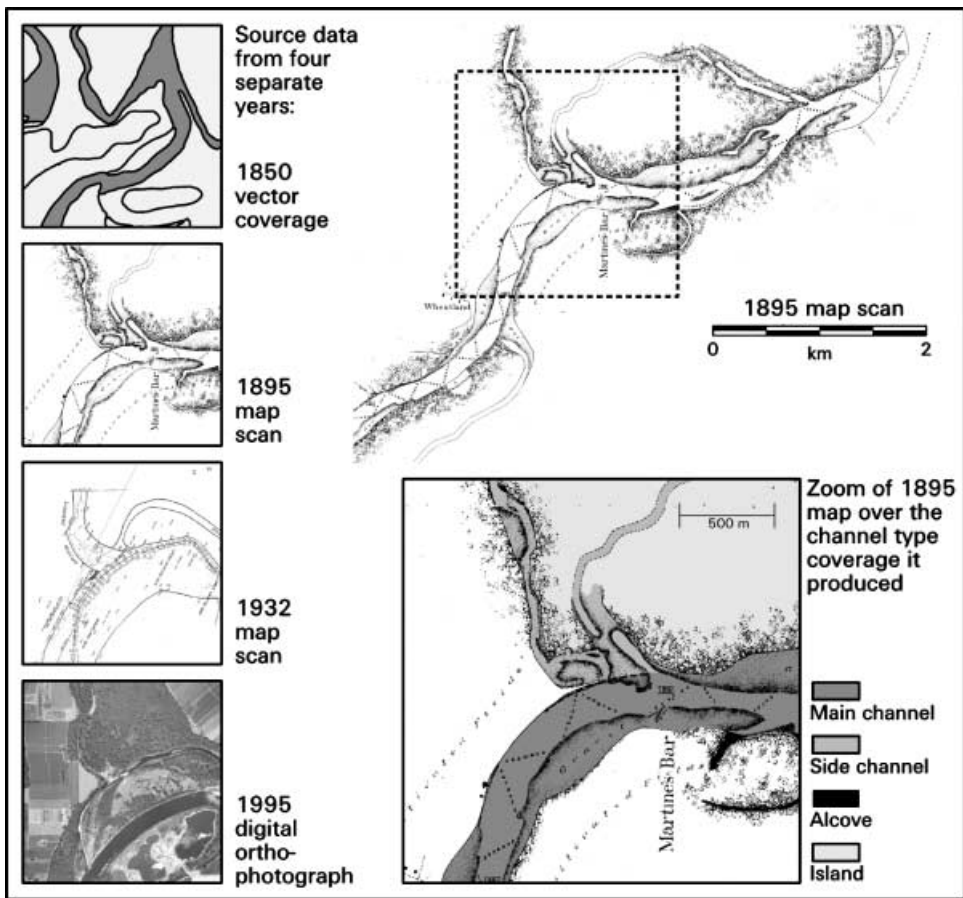 Source data
from four
separate
years:
1850
vector
coverage
1895
map
scan
1932
map
scan
1995
digital
ortho-
photograph
Martines Bar
Wheatland
Martines Bar
1895 map scan
0
2
km
Zoom of 1895
map over the
channel type
coverage it
produced
500 m
Martines Bar
Main channel
Side channel
Alcove
Island